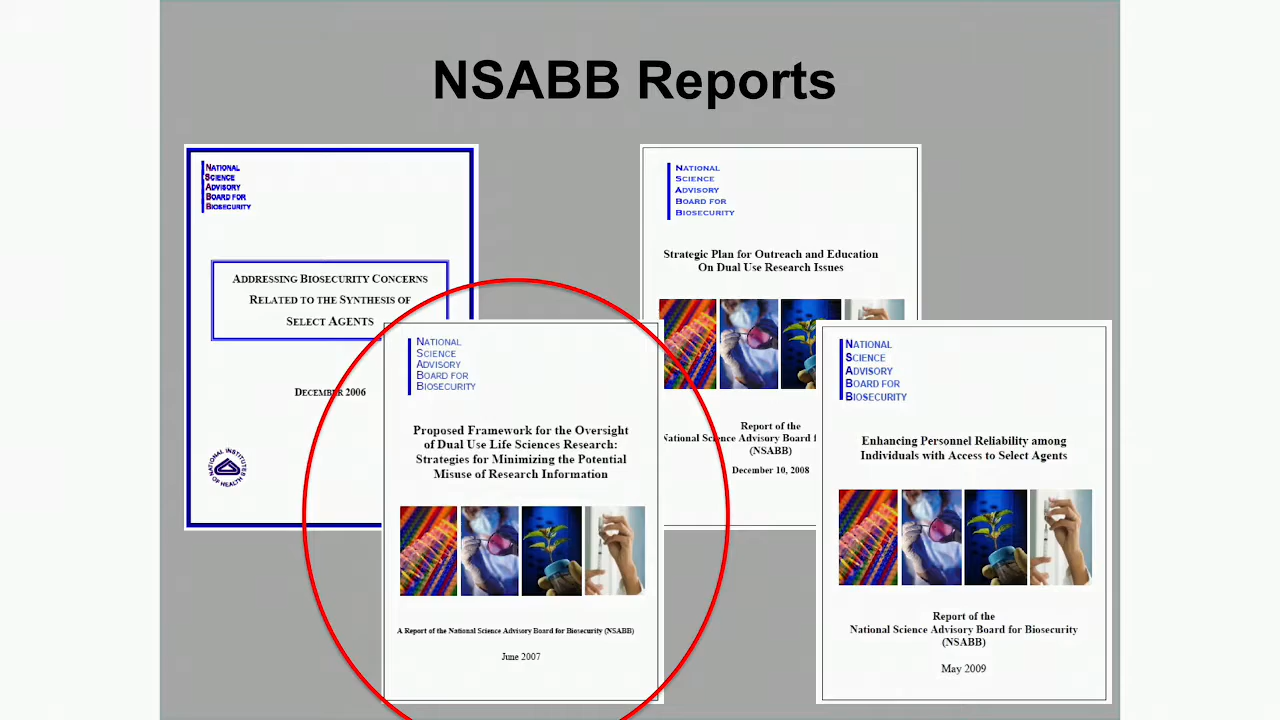 NSABB Reports
NATIONAL
SCIENCE
ADVISORY
BOARD FOR
BIOSECURITY
ADDRESSING BIOSECURITY CONCERNS
RELATED TO THE SYNTHESIS OF
SELECT AGENTS
DECEMBER 2006
NATIONAL INSTITUTES OF HEALTH
NATIONAL
SCIENCE
ADVISORY
BOARD FOR
BIOSECURITY
Proposed Framework for the Oversight
of Dual Use Life Sciences Research:
Strategies for Minimizing the Potential
Misuse of Research Information
A Report of the National Science Advisory Board for Biosecurity (NSABB)
June 2007
NATIONAL
SCIENCE
ADVISORY
BOARD FOR
BIOSECURITY
Strategic Plan for Outreach and Education
On Dual Use Research Issues
Report of the
National Science Advisory Board f
(NSABB)
December 10, 2008
NATIONAL
SCIENCE
ADVISORY
BOARD FOR
BIOSECURITY
Enhancing Personnel Reliability among
Individuals with Access to Select Agents
Report of the
National Science Advisory Board for Biosecurity
(NSABB)
May 2009